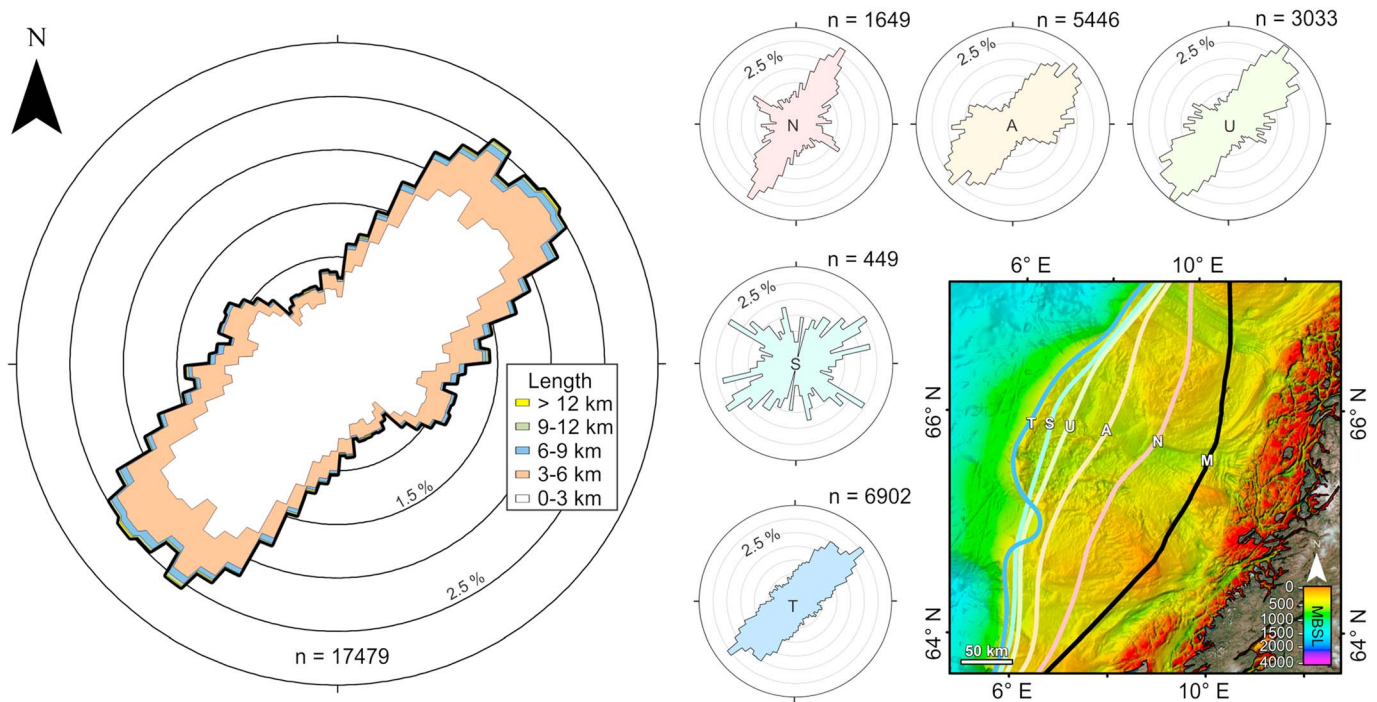 N
1.5 %
2.5 %
n = 17479
Length
> 12 km
9-12 km
6-9 km
3-6 km
0-3 km
n = 1649
2.5 %
N
n = 5446
2.5 %
A
n = 3033
2.5 %
U
n = 449
2.5 %
S
n = 6902
2.5 %
T
6° E 10° E
66° N 66° N
T S U A N M
64° N 64° N
N
0
500
1000
1500
2000
4000
MBSL
50 km
6° E 10° E